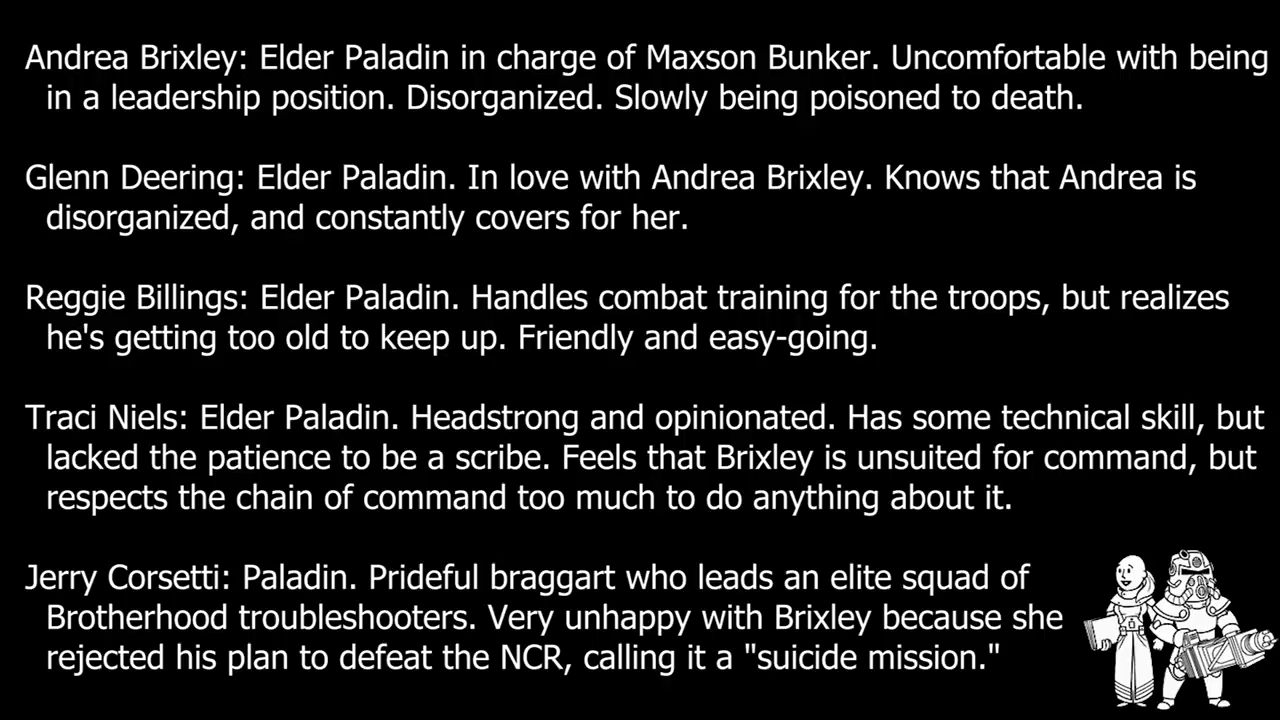 Andrea Brixley: Elder Paladin in charge of Maxson Bunker. Uncomfortable with being
in a leadership position. Disorganized. Slowly being poisoned to death.
Glenn Deering: Elder Paladin. In love with Andrea Brixley. Knows that Andrea is
disorganized, and constantly covers for her.
Reggie Billings: Elder Paladin. Handles combat training for the troops, but realizes
he's getting too old to keep up. Friendly and easy-going.
Traci Niels: Elder Paladin. Headstrong and opinionated. Has some technical skill, but
lacked the patience to be a scribe. Feels that Brixley is unsuited for command, but
respects the chain of command too much to do anything about it.
Jerry Corsetti: Paladin. Prideful braggart who leads an elite squad of
Brotherhood troubleshooters. Very unhappy with Brixley because she
rejected his plan to defeat the NCR, calling it a "suicide mission."